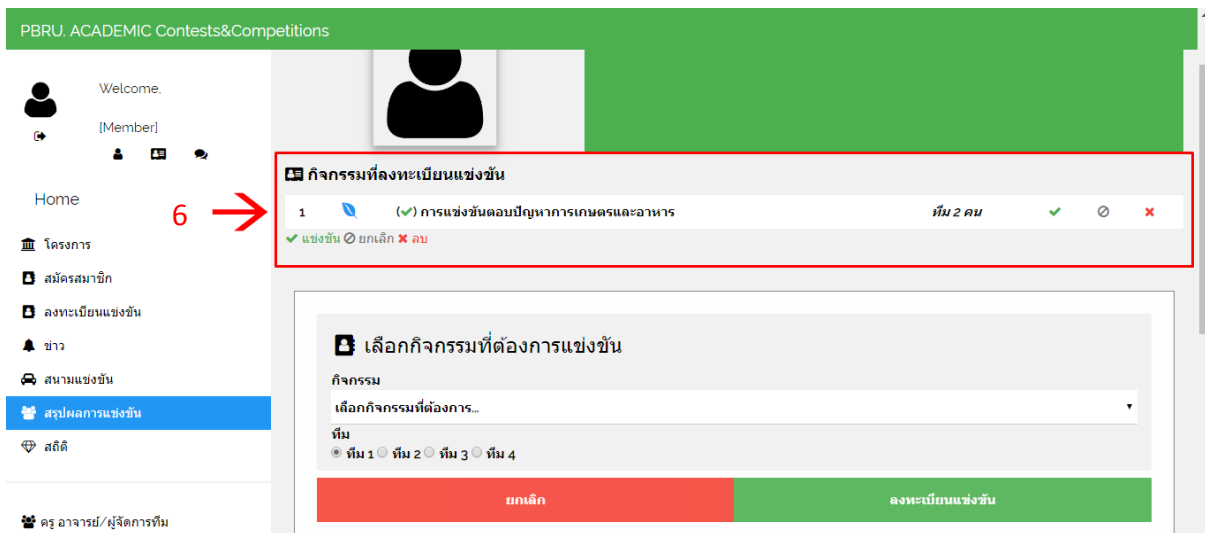 PBRU. ACADEMIC Contests&Competitions
Welcome,
[Member]
Home
โครงการ
สมัครสมาชิก
ลงทะเบียนแข่งขัน
ข่าว
สนามแข่งขัน
สรุปผลการแข่งขัน
สถิติ
ครู อาจารย์/ผู้จัดการทีม
6
กิจกรรมที่ลงทะเบียนแข่งขัน
1 (✔) การแข่งขันตอบปัญหาการเกษตรและอาหาร ทีม 2 คน
✔ แข่งขัน ยกเลิก ✖ ลบ
เลือกกิจกรรมที่ต้องการแข่งขัน
กิจกรรม
เลือกกิจกรรมที่ต้องการ...
ทีม
ทีม 1 ทีม 2 ทีม 3 ทีม 4
ยกเลิก ลงทะเบียนแข่งขัน